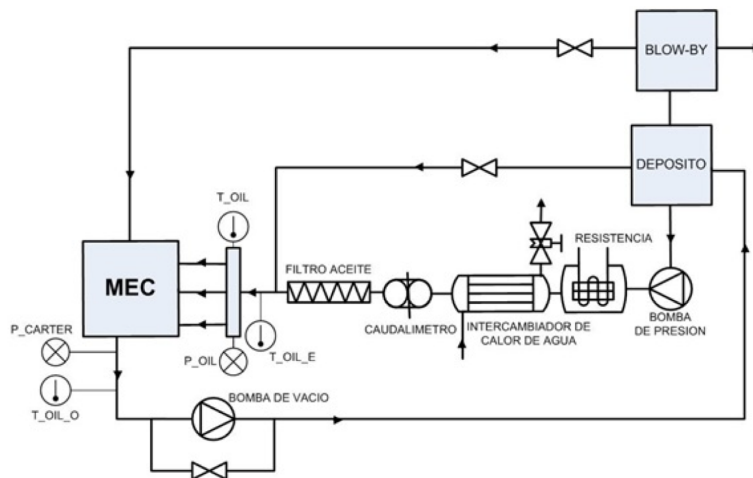 BLOW-BY
DEPOSITO
T_OIL
RESISTENCIA
MEC
FILTRO ACEITE
CAUDALIMETRO
INTERCAMBIADOR DE
CALOR DE AGUA
BOMBA
DE PRESION
P_CARTER
P_OIL
T_OIL_E
T_OIL_O
BOMBA DE VACIO